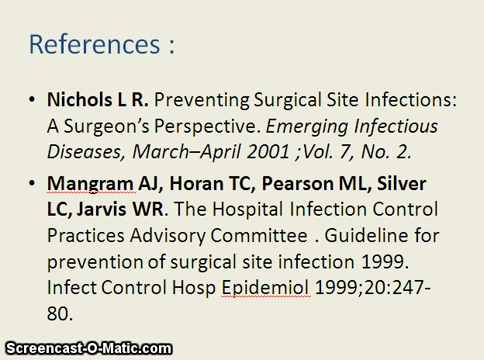 References :
• Nichols L R. Preventing Surgical Site Infections:
A Surgeon’s Perspective. Emerging Infectious
Diseases, March–April 2001 ;Vol. 7, No. 2.
• Mangram AJ, Horan TC, Pearson ML, Silver
LC, Jarvis WR. The Hospital Infection Control
Practices Advisory Committee . Guideline for
prevention of surgical site infection 1999.
Infect Control Hosp Epidemiol 1999;20:247-
80.
Screencast-O-Matic.com